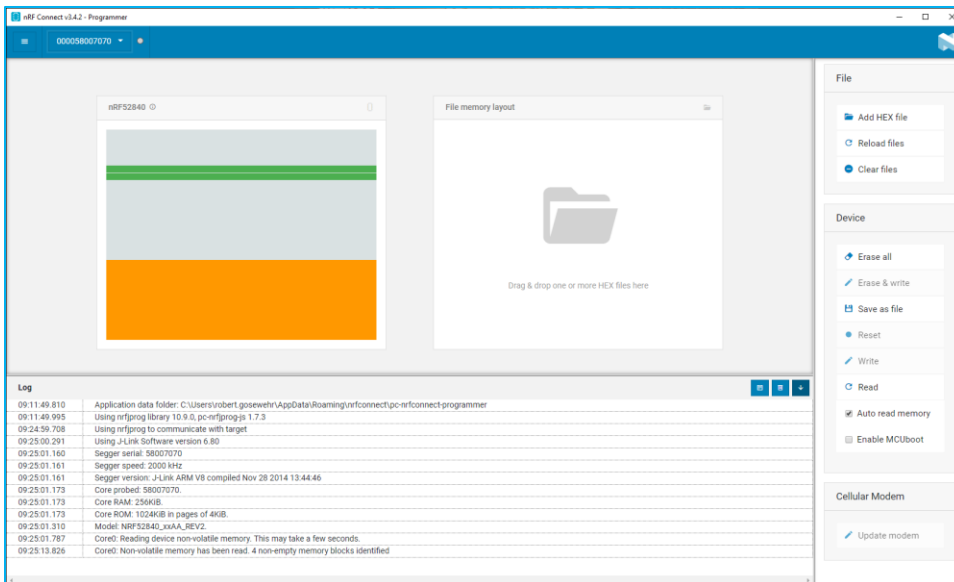 nRF Connect v3.4.2 - Programmer
000058007070
nRF52840
File memory layout
Drag & drop one or more HEX files here
File
Add HEX file
Reload files
Clear files
Device
Erase all
Erase & write
Save as file
Reset
Write
Read
Auto read memory
Enable MCUboot
Cellular Modem
Update modem
Log
09:11:49.810 Application data folder: C:\Users\robert.gosewehr\AppData\Roaming\nrfconnect\pc-nrfconnect-programmer
09:11:49.995 Using nrfjprog library 10.9.0, pc-nrfjprog-js 1.7.3
09:24:59.708 Using nrfjprog to communicate with target
09:25:00.291 Using J-Link Software version 6.80
09:25:01.160 Segger serial: 58007070
09:25:01.161 Segger speed: 2000 kHz
09:25:01.161 Segger version: J-Link ARM V8 compiled Nov 28 2014 13:44:46
09:25:01.173 Core probed: 58007070.
09:25:01.173 Core RAM: 256KiB.
09:25:01.173 Core ROM: 1024KiB in pages of 4KiB.
09:25:01.310 Model: NRF52840_xxAA_REV2.
09:25:01.787 Core0: Reading device non-volatile memory. This may take a few seconds.
09:25:13.826 Core0: Non-volatile memory has been read. 4 non-empty memory blocks identified